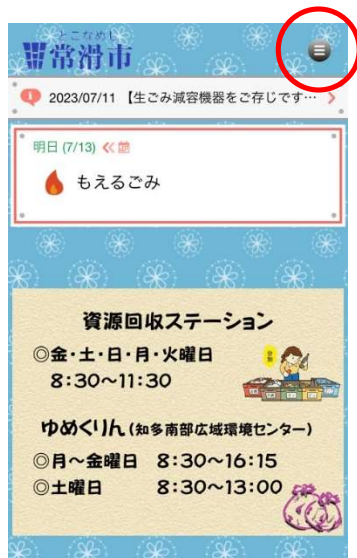 とこなめし
常滑市
2023/07/11 【生ごみ減容機器をご存じです…
明日 (7/13)
もえるごみ
資源回収ステーション
◎金・土・日・月・火曜日
8:30～11:30
ゆめくりん(知多南部広域環境センター)
◎月～金曜日 8:30～16:15
◎土曜日 8:30～13:00